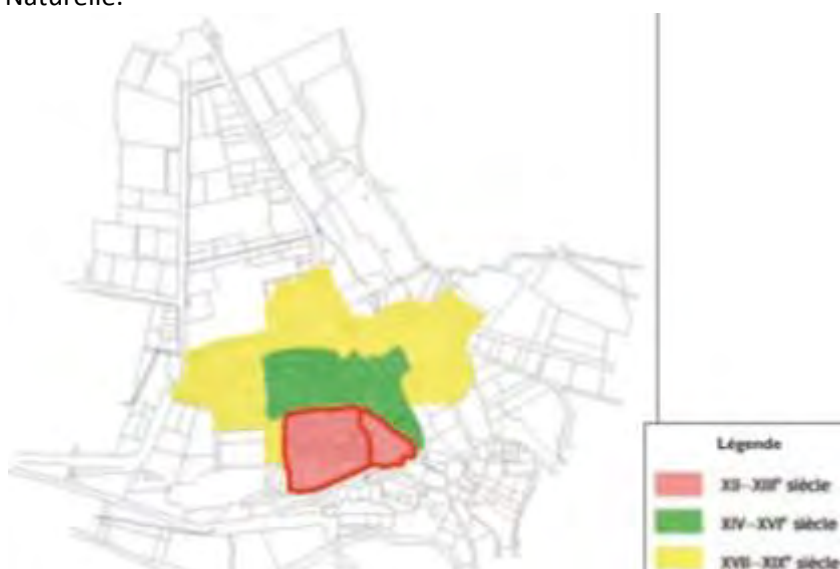 Naturelle.
Légende
XII-XIIIᵉ siècle
XIV-XVIᵉ siècle
XVII-XIXᵉ siècle